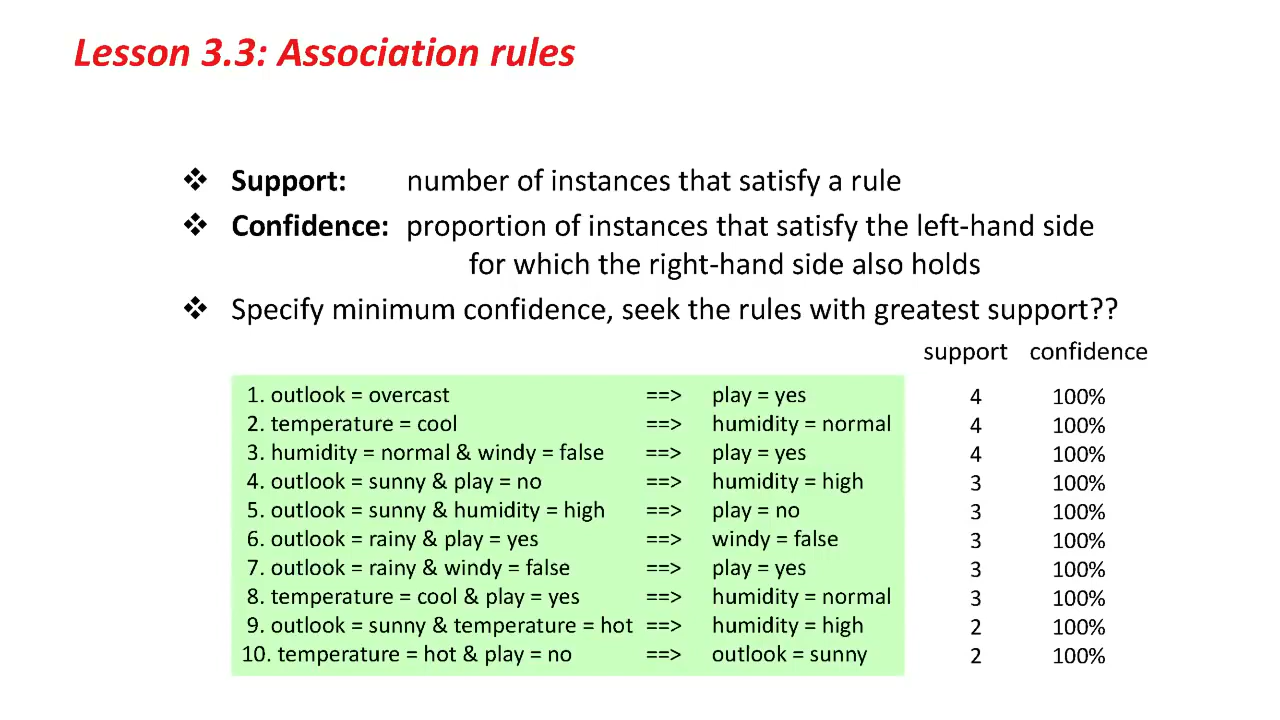 Lesson 3.3: Association rules
❖ Support: number of instances that satisfy a rule
❖ Confidence: proportion of instances that satisfy the left-hand side
for which the right-hand side also holds
❖ Specify minimum confidence, seek the rules with greatest support??
support confidence
1. outlook = overcast ==> play = yes 4 100%
2. temperature = cool ==> humidity = normal 4 100%
3. humidity = normal & windy = false ==> play = yes 4 100%
4. outlook = sunny & play = no ==> humidity = high 3 100%
5. outlook = sunny & humidity = high ==> play = no 3 100%
6. outlook = rainy & play = yes ==> windy = false 3 100%
7. outlook = rainy & windy = false ==> play = yes 3 100%
8. temperature = cool & play = yes ==> humidity = normal 3 100%
9. outlook = sunny & temperature = hot ==> humidity = high 2 100%
10. temperature = hot & play = no ==> outlook = sunny 2 100%